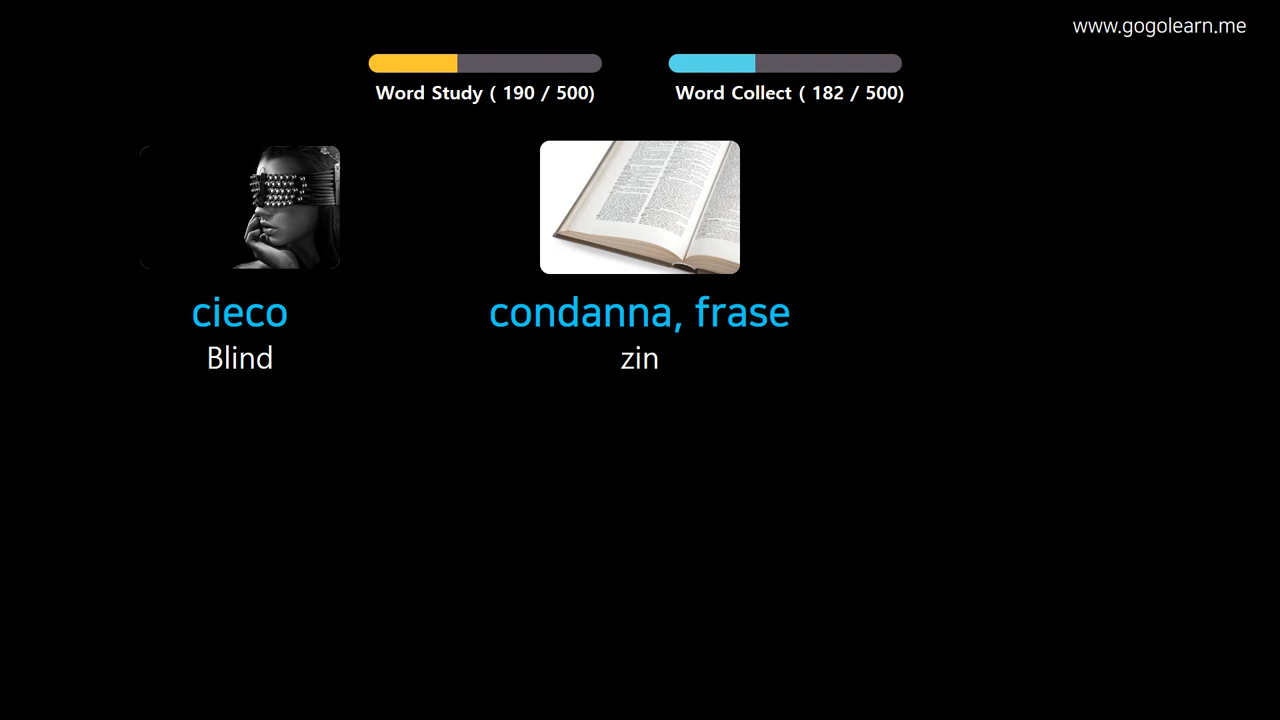 www.gogolearn.me
Word Study ( 190 / 500)
Word Collect ( 182 / 500)
cieco
Blind
condanna, frase
zin